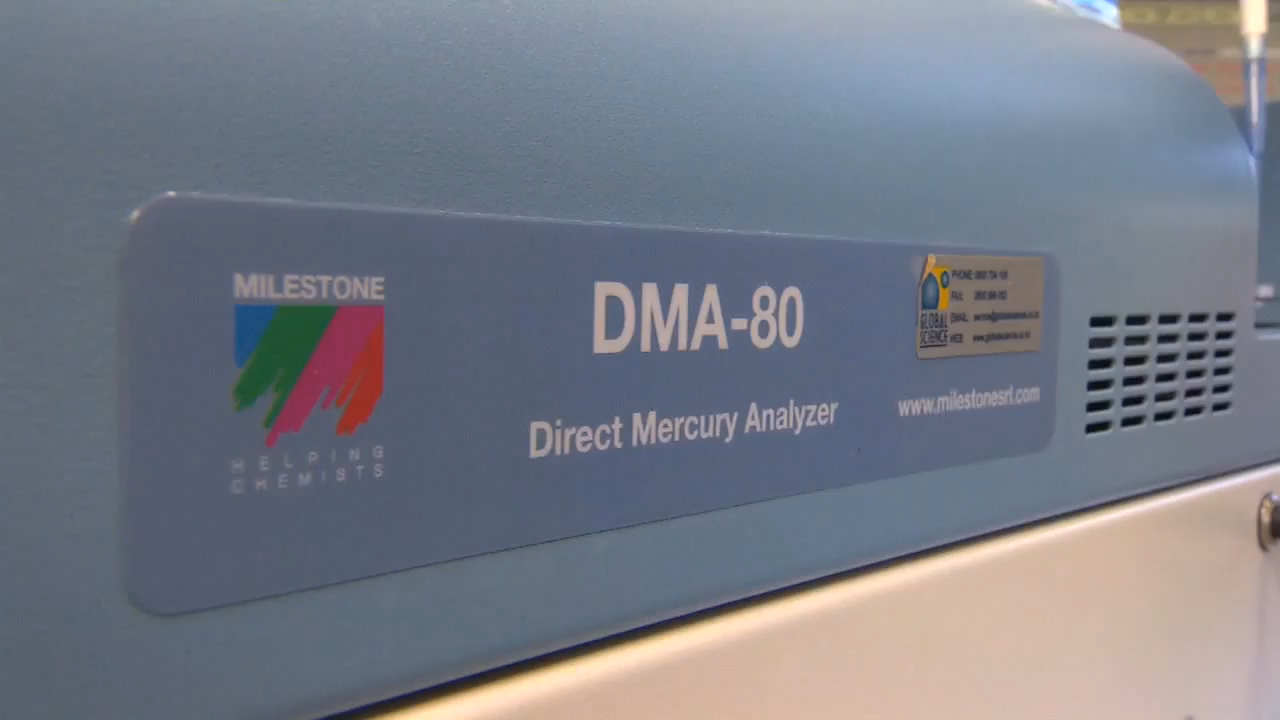 MILESTONE
HELPING
CHEMISTS
DMA-80
Direct Mercury Analyzer
GLOBAL
SCIENCE
PHONE:
FAX:
EMAIL:
WEB:
www.milestonesrl.com